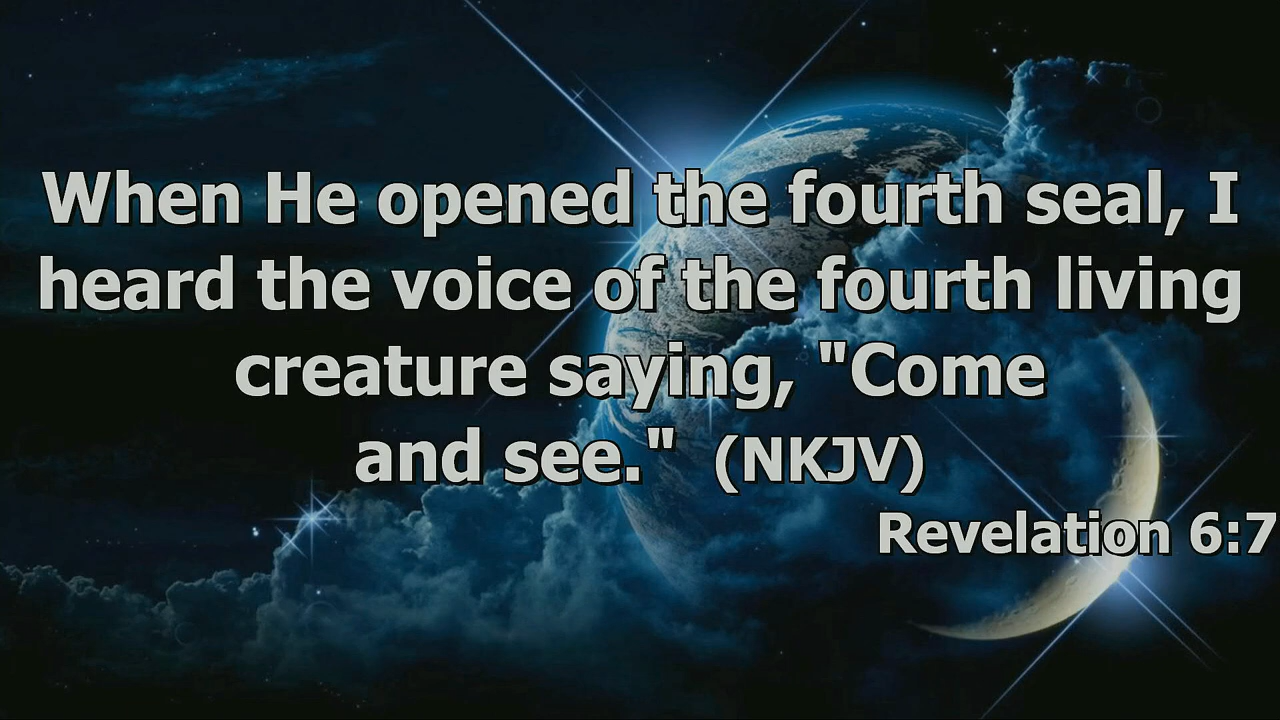 When He opened the fourth seal, I
heard the voice of the fourth living
creature saying, "Come
and see." (NKJV)
Revelation 6:7